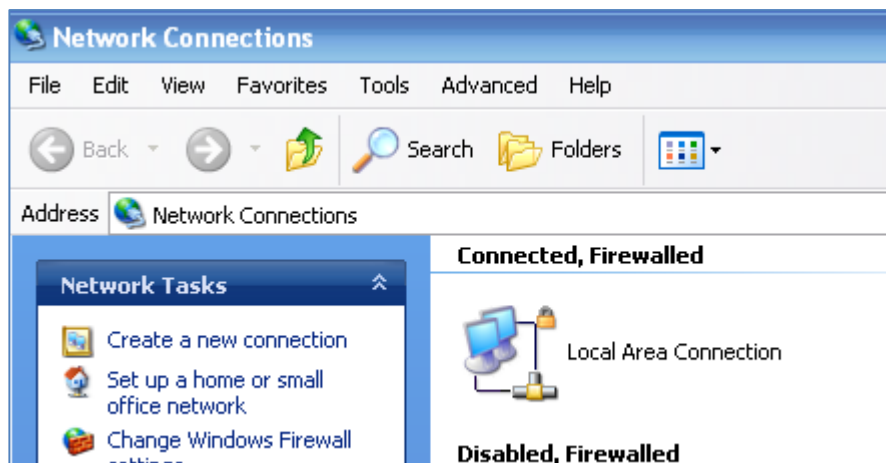 Network Connections
File Edit View Favorites Tools Advanced Help
Back Search Folders
Address Network Connections
Network Tasks
Create a new connection
Set up a home or small
office network
Change Windows Firewall
Connected, Firewalled
Local Area Connection
Disabled, Firewalled